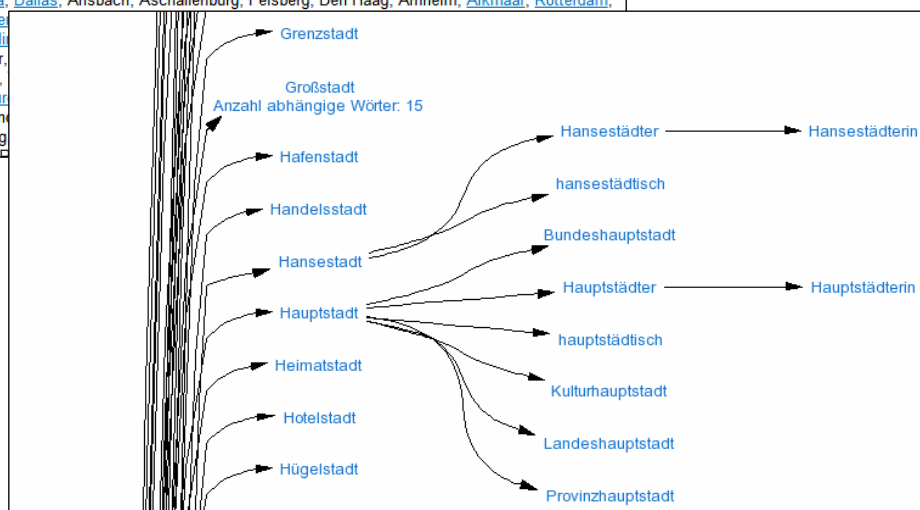 Dallas, Ansbach, Aschaffenburg, Felsberg, Den Haag, Arnheim, Alkmaar, Rotterdam,
Grenzstadt
Großstadt
Anzahl abhängige Wörter: 15
Hafenstadt
Handelsstadt
Hansestadt
Hauptstadt
Heimatstadt
Hotelstadt
Hügelstadt
Hansestädter
Hansestädterin
hansestädtisch
Bundeshauptstadt
Hauptstädter
Hauptstädterin
hauptstädtisch
Kulturhauptstadt
Landeshauptstadt
Provinzhauptstadt